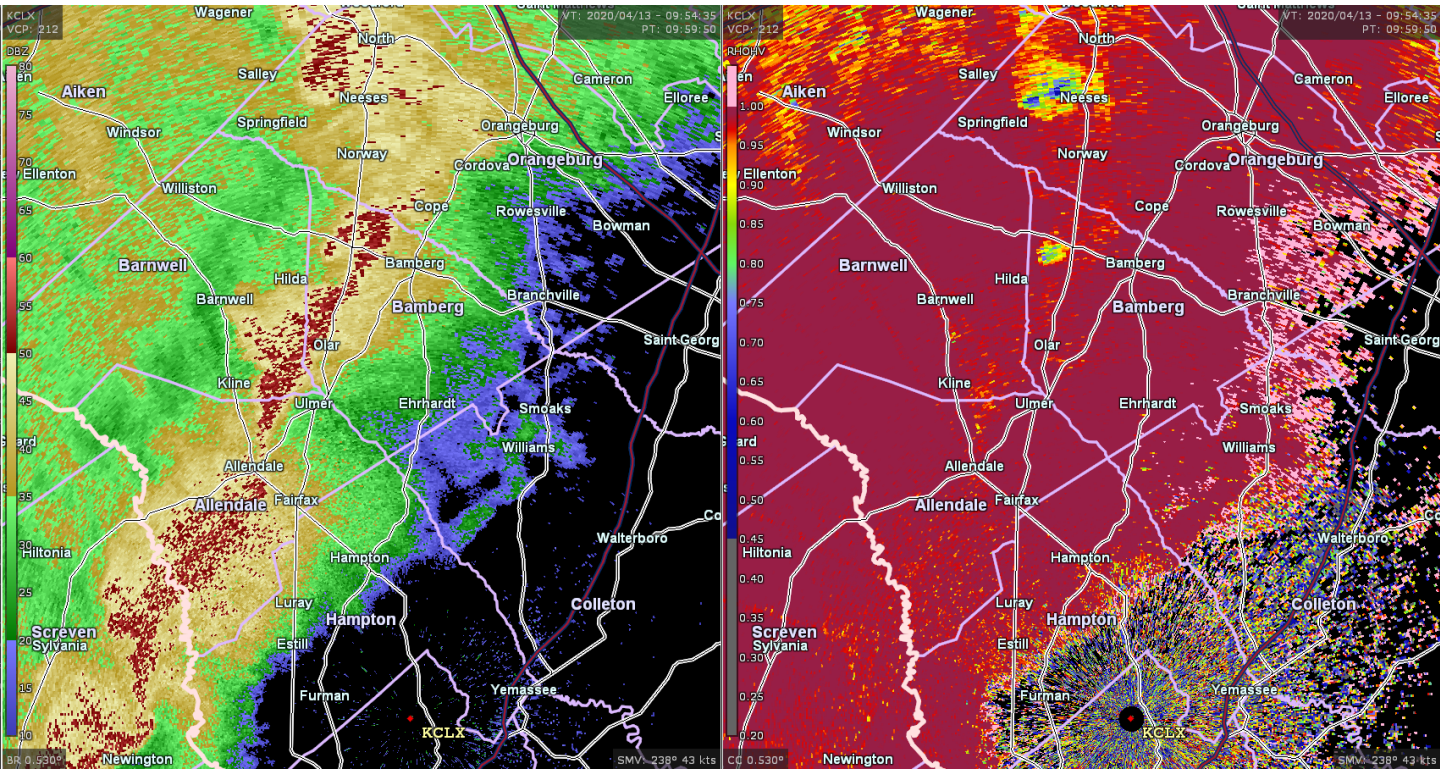 KCLX
VCP: 212
Wagener
VT: 2020/04/13 - 09:54:35
PT: 09:59:50
DBZ
North
80
Salley
Cameron
Aiken
Neeses
Elloree
75
Windsor
Springfield
Orangeburg
Norway
Cordova
Orangeburg
70
Ellenton
Williston
65
Cope
Rowesville
Bowman
60
Barnwell
Bamberg
Hilda
Barnwell
Branchville
55
Bamberg
Olar
Saint Georg
50
Kline
45
Ulmer
Ehrhardt
Smoaks
40
Williams
Allendale
35
Allendale
Fairfax
Co
30
Hiltonia
Hampton
Walterboro
25
Luray
Colleton
Hampton
20
Screven
Sylvania
Estill
15
Furman
Yemassee
10
KCLX
BR 0.530°
Newington
SMV: 238° 43 kts
KCLX
VCP: 212
Wagener
VT: 2020/04/13 - 09:54:35
PT: 09:59:50
RHOHV
North
Salley
Cameron
Aiken
Neeses
Elloree
1.00
Windsor
Springfield
Orangeburg
0.95
Norway
Cordova
Orangeburg
Ellenton
0.90
Williston
Cope
Rowesville
0.85
Bowman
0.80
Barnwell
Bamberg
Hilda
Barnwell
Branchville
0.75
Bamberg
0.70
Olar
Saint Georg
0.65
Kline
Ulmer
Ehrhardt
Smoaks
0.60
Williams
0.55
Allendale
0.50
Allendale
Fairfax
Co
0.45
Hiltonia
Hampton
Walterboro
0.40
Luray
Colleton
0.35
Hampton
Screven
Sylvania
Estill
0.30
0.25
Furman
Yemassee
0.20
KCLX
CC 0.530°
Newington
SMV: 238° 43 kts